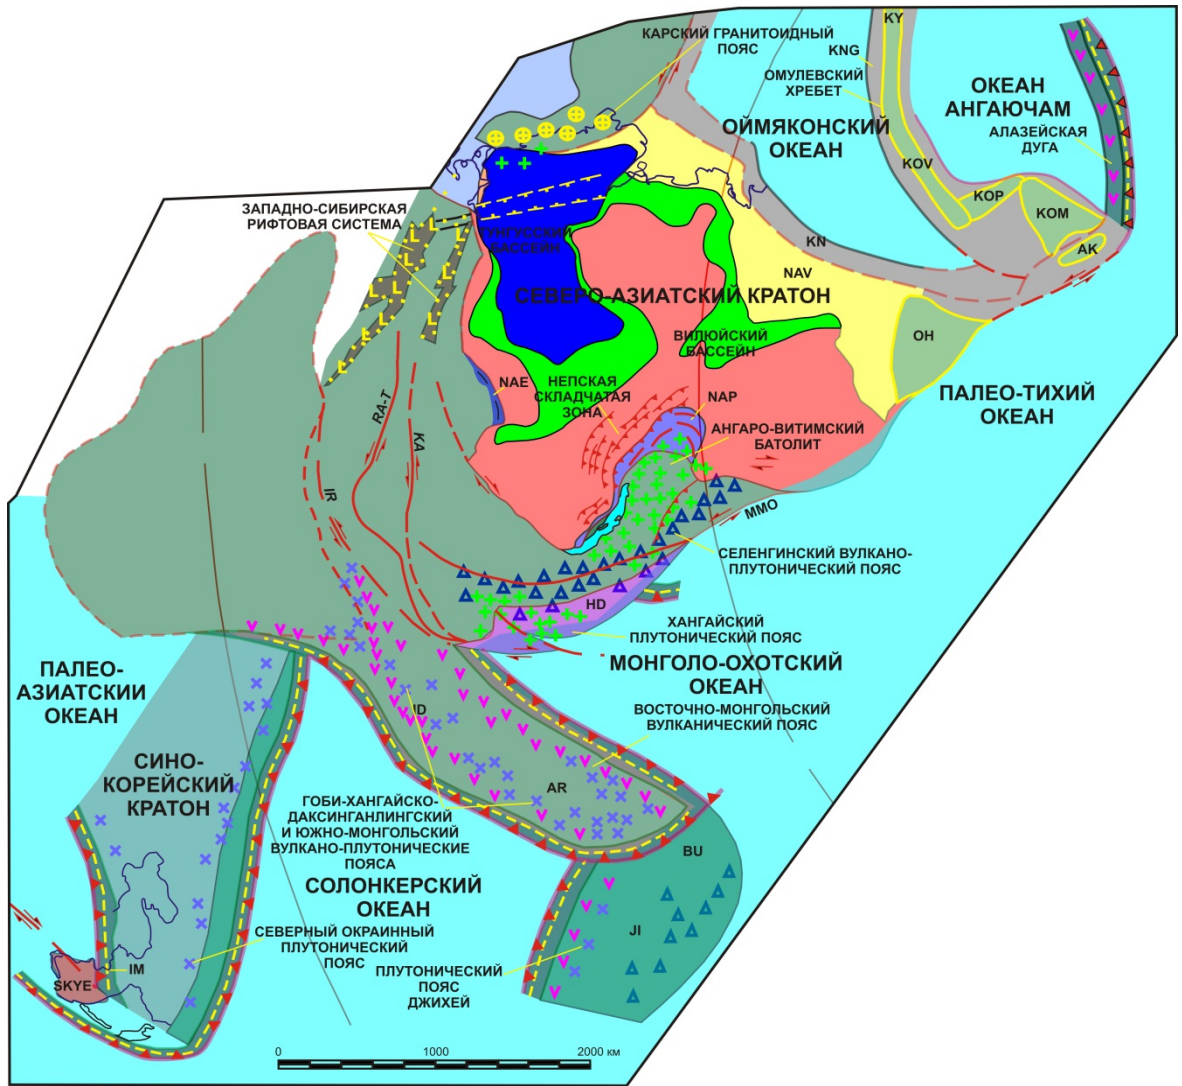 KY
КАРСКИЙ ГРАНИТОИДНЫЙ
ПОЯС
KNG
ОМУЛЕВСКИЙ
ХРЕБЕТ
ОКЕАН
АНГАЮЧАМ
АЛАЗЕЙСКАЯ
ДУГА
ОЙМЯКОНСКИЙ
ОКЕАН
KOV
KOP
KOM
AK
ЗАПАДНО-СИБИРСКАЯ
РИФТОВАЯ СИСТЕМА
ТУНГУССКИЙ
БАССЕЙН
KN
NAV
СЕВЕРО-АЗИАТСКИЙ КРАТОН
ВИЛЮЙСКИЙ
БАССЕЙН
OH
NAE
НЕПСКАЯ
СКЛАДЧАТАЯ
ЗОНА
NAP
ПАЛЕО-ТИХИЙ
ОКЕАН
RA-T
KA
АНГАРО-ВИТИМСКИЙ
БАТОЛИТ
IR
MMO
СЕЛЕНГИНСКИЙ ВУЛКАНО-
ПЛУТОНИЧЕСКИЙ ПОЯС
HD
ХАНГАЙСКИЙ
ПЛУТОНИЧЕСКИЙ ПОЯС
МОНГОЛО-ОХОТСКИЙ
ОКЕАН
ВОСТОЧНО-МОНГОЛЬСКИЙ
ВУЛКАНИЧЕСКИЙ ПОЯС
ПАЛЕО-
АЗИАТСКИИ
ОКЕАН
СИНО-
КОРЕЙСКИЙ
КРАТОН
AR
ГОБИ-ХАНГАЙСКО-
ДАКСИНГАНЛИНГСКИЙ
И ЮЖНО-МОНГОЛЬСКИЙ
ВУЛКАНО-ПЛУТОНИЧЕСКИЕ
ПОЯСА
BU
СОЛОНКЕРСКИЙ
ОКЕАН
JI
СЕВЕРНЫЙ ОКРАИННЫЙ
ПЛУТОНИЧЕСКИЙ
ПОЯС
ПЛУТОНИЧЕСКИЙ
ПОЯС
ДЖИХЕЙ
IM
SKYE
0 1000 2000 км